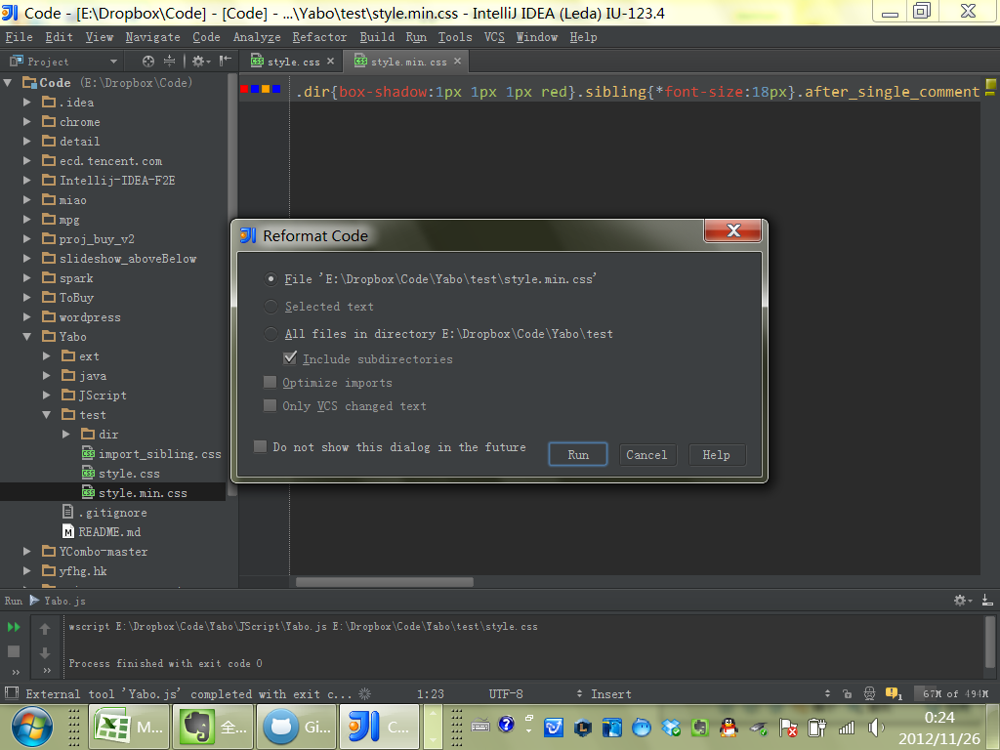 Code - [E:\Dropbox\Code] - [Code] - ...\Yabo\test\style.min.css - IntelliJ IDEA (Leda) IU-123.4
File Edit View Navigate Code Analyze Refactor Build Run Tools VCS Window Help
Project
style.css
style.min.css
Code (E:\Dropbox\Code)
.idea
chrome
detail
ecd.tencent.com
Intellij-IDEA-F2E
miao
mpg
proj_buy_v2
slideshow_aboveBelow
spark
ToBuy
wordpress
Yabo
ext
java
JScript
test
dir
import_sibling.css
style.css
style.min.css
.gitignore
README.md
YCombo-master
yfhg.hk
.dir{box-shadow:1px 1px 1px red}.sibling{*font-size:18px}.after_single_comment
Reformat Code
File 'E:\Dropbox\Code\Yabo\test\style.min.css'
Selected text
All files in directory E:\Dropbox\Code\Yabo\test
Include subdirectories
Optimize imports
Only VCS changed text
Do not show this dialog in the future
Run
Cancel
Help
Run Yabo.js
wscript E:\Dropbox\Code\Yabo\JScript\Yabo.js E:\Dropbox\Code\Yabo\test\style.css
Process finished with exit code 0
External tool 'Yabo.js' completed with exit c...
1:23
UTF-8
Insert
67M of 494M
M...
全...
Gi...
C...
0:24
2012/11/26